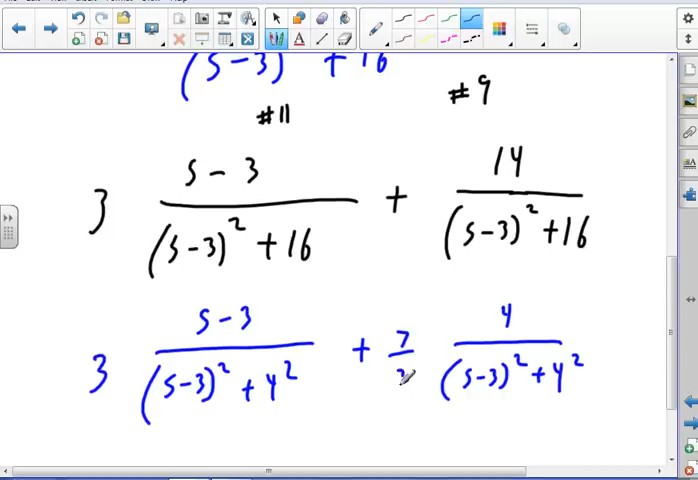 (s-3) + 16
#11 #9
3 s-3/(s-3)² +16 + 14/(s-3)² +16
3 s-3/(s-3)² + 4² + 7/2 4/(s-3)² + 4²